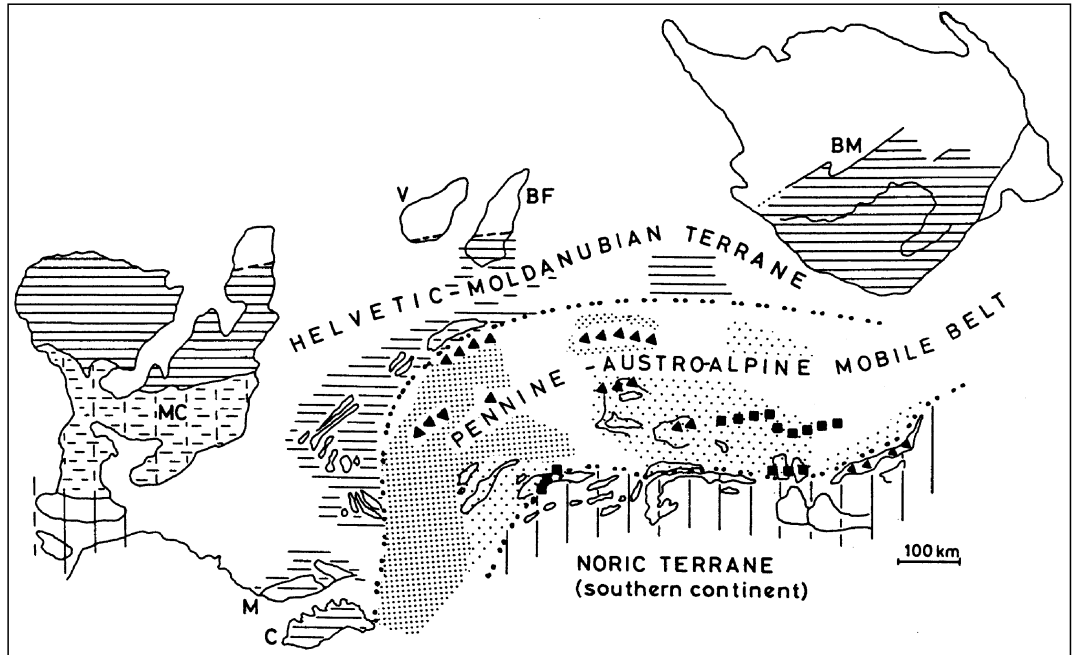 BM
V
BF
HELVETIC-MOLDANUBIAN TERRANE
PENNINE - AUSTROALPINE MOBILE BELT
MC
100 km
NORIC TERRANE
(southern continent)
M
C